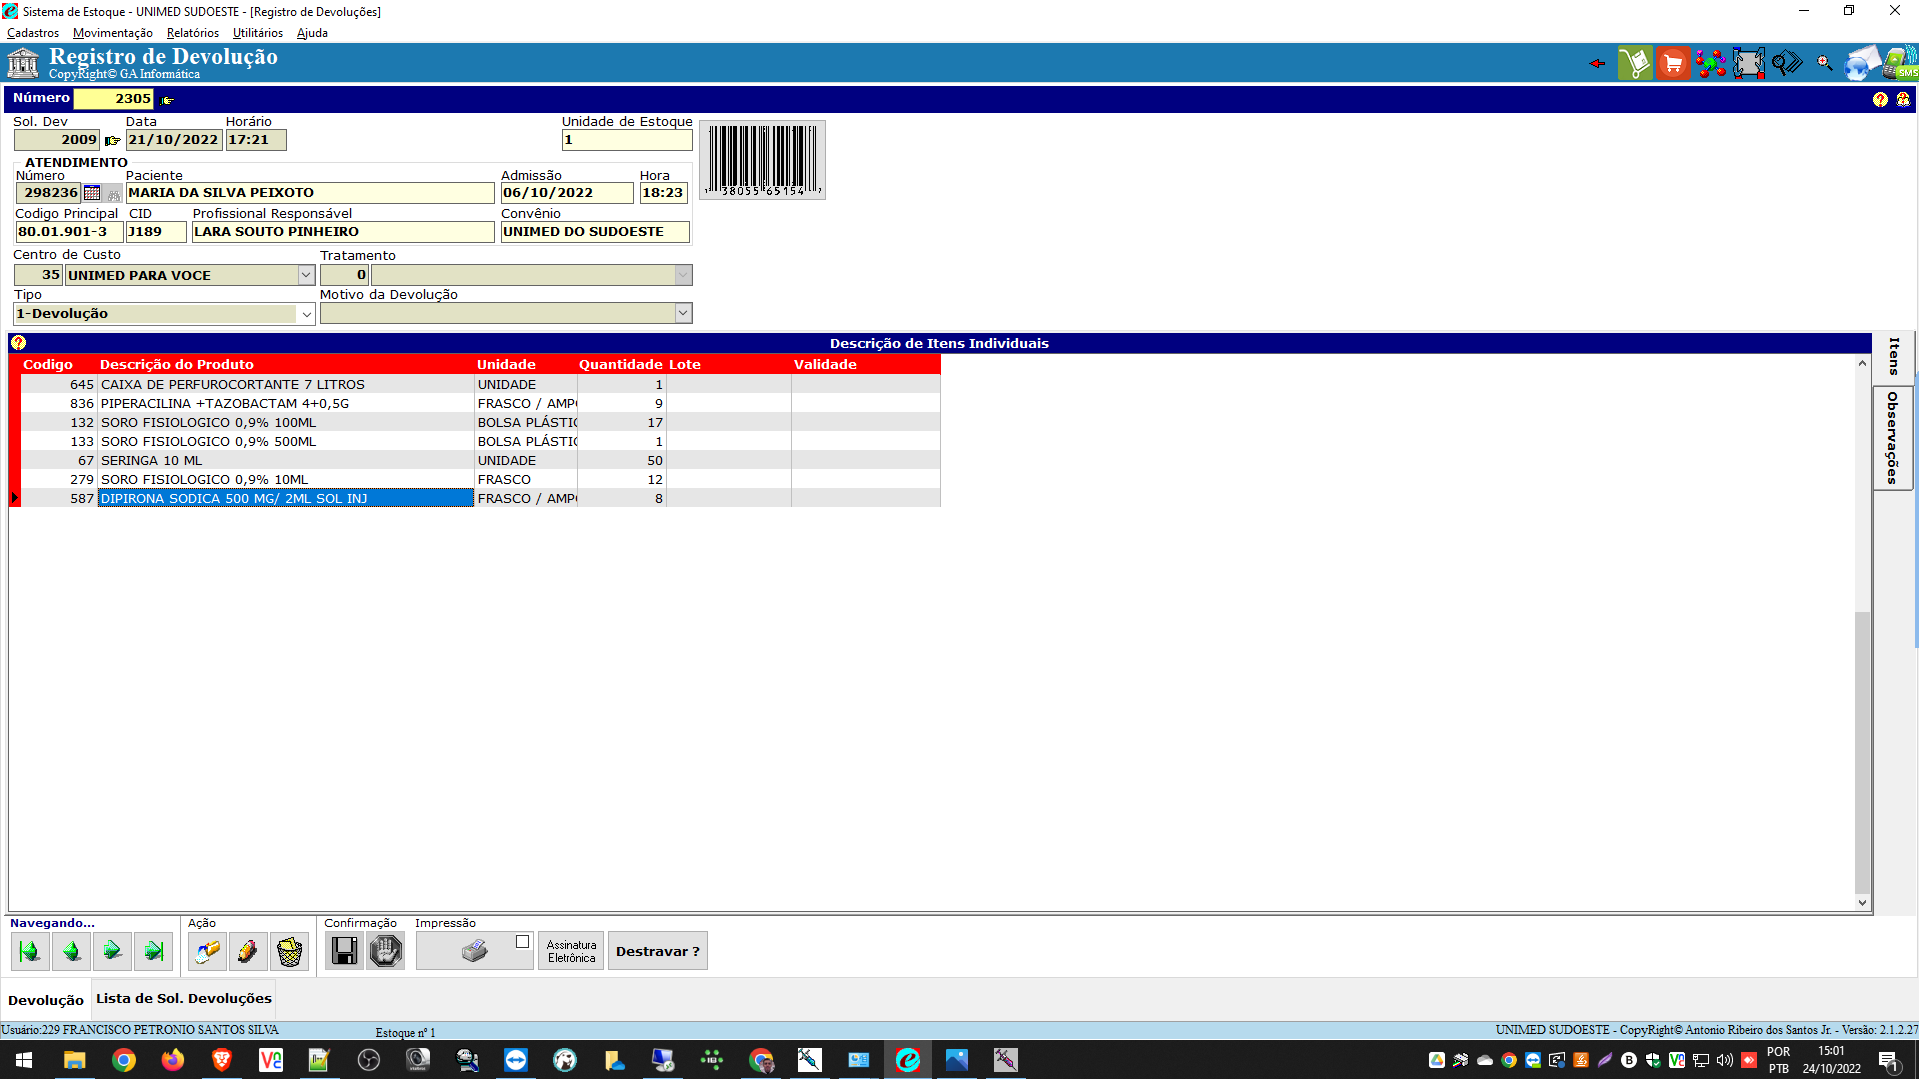 Sistema de Estoque - UNIMED SUDOESTE - [Registro de Devoluções]
Cadastros Movimentação Relatórios Utilitários Ajuda
Registro de Devolução
CopyRight© GA Informática
SMS
Número 2305
Sol. Dev Data Horário Unidade de Estoque
2009 21/10/2022 17:21 1
ATENDIMENTO
Número Paciente Admissão Hora
298236 MARIA DA SILVA PEIXOTO 06/10/2022 18:23
Codigo Principal CID Profissional Responsável Convênio
80.01.901-3 J189 LARA SOUTO PINHEIRO UNIMED DO SUDOESTE
Centro de Custo Tratamento
35 UNIMED PARA VOCE 0
Tipo Motivo da Devolução
1-Devolução
Descrição de Itens Individuais
Codigo Descrição do Produto Unidade Quantidade Lote Validade
645 CAIXA DE PERFUROCORTANTE 7 LITROS UNIDADE 1
836 PIPERACILINA +TAZOBACTAM 4+0,5G FRASCO / AMP 9
132 SORO FISIOLOGICO 0,9% 100ML BOLSA PLÁSTIC 17
133 SORO FISIOLOGICO 0,9% 500ML BOLSA PLÁSTIC 1
67 SERINGA 10 ML UNIDADE 50
279 SORO FISIOLOGICO 0,9% 10ML FRASCO 12
587 DIPIRONA SODICA 500 MG/ 2ML SOL INJ FRASCO / AMP 8
Itens
Observações
Navegando... Ação Confirmação Impressão
Assinatura Eletrônica
Destravar ?
Devolução Lista de Sol. Devoluções
Usuário:229 FRANCISCO PETRONIO SANTOS SILVA Estoque nº 1 UNIMED SUDOESTE - CopyRight© Antonio Ribeiro dos Santos Jr. - Versão: 2.1.2.27
POR 15:01
PTB 24/10/2022
1